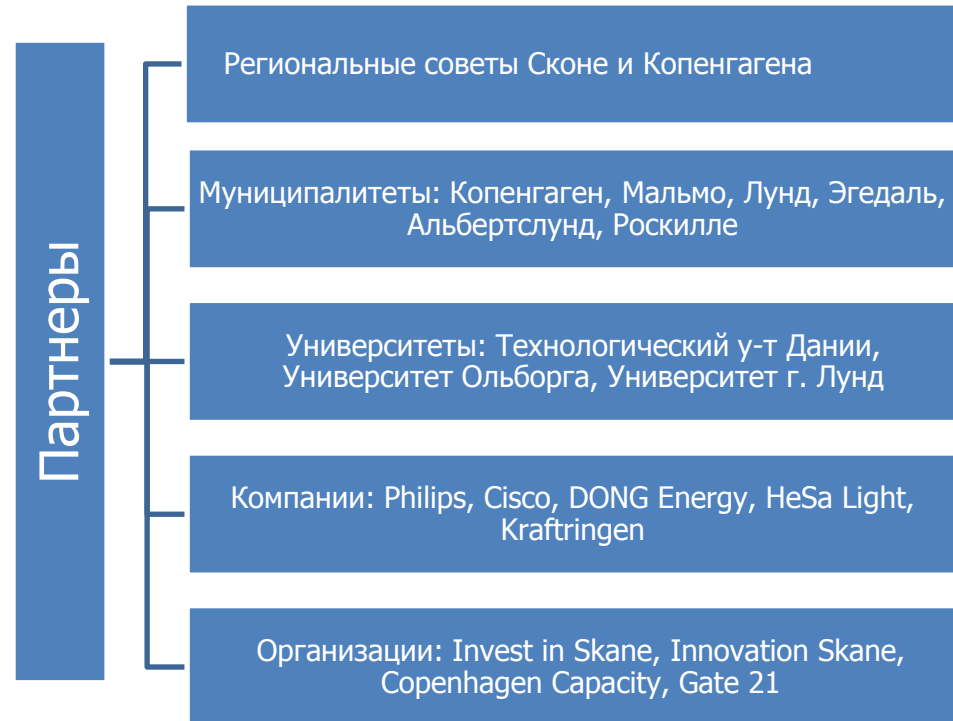 Партнеры
Региональные советы Сконе и Копенгагена
Муниципалитеты: Копенгаген, Мальмо, Лунд, Эгедаль,
Альбертслунд, Роскилле
Университеты: Технологический у-т Дании,
Университет Ольборга, Университет г. Лунд
Компании: Philips, Cisco, DONG Energy, HeSa Light,
Kraftringen
Организации: Invest in Skane, Innovation Skane,
Copenhagen Capacity, Gate 21